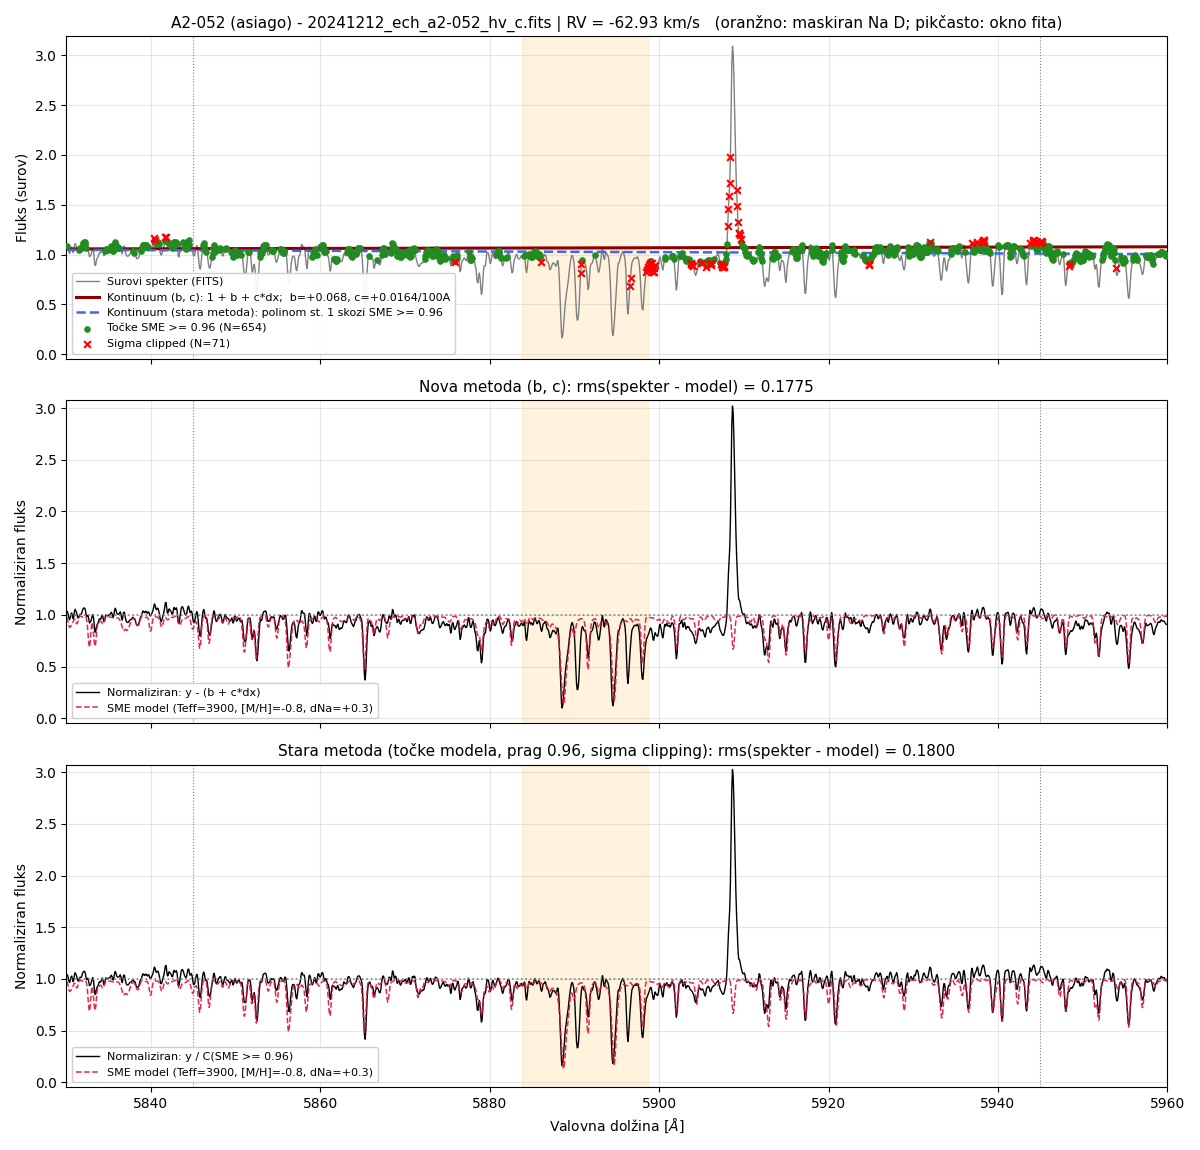 A2-052 (asiago) - 20241212_ech_a2-052_hv_c.fits | RV = -62.93 km/s   (oranžno: maskiran Na D; pikčasto: okno fita)
3.0
2.5
2.0
1.5
1.0
0.5
0.0
Fluks (surov)
Surovi spekter (FITS)
Kontinuum (b, c): 1 + b + c*dx;  b=+0.068, c=+0.0164/100A
Kontinuum (stara metoda): polinom st. 1 skozi SME >= 0.96
Točke SME >= 0.96 (N=654)
Sigma clipped (N=71)
Nova metoda (b, c): rms(spekter - model) = 0.1775
3.0
2.5
2.0
1.5
1.0
0.5
0.0
Normaliziran fluks
Normaliziran: y - (b + c*dx)
SME model (Teff=3900, [M/H]=-0.8, dNa=+0.3)
Stara metoda (točke modela, prag 0.96, sigma clipping): rms(spekter - model) = 0.1800
3.0
2.5
2.0
1.5
1.0
0.5
0.0
Normaliziran fluks
Normaliziran: y / C(SME >= 0.96)
SME model (Teff=3900, [M/H]=-0.8, dNa=+0.3)
5840 5860 5880 5900 5920 5940 5960
Valovna dolžina [Å]